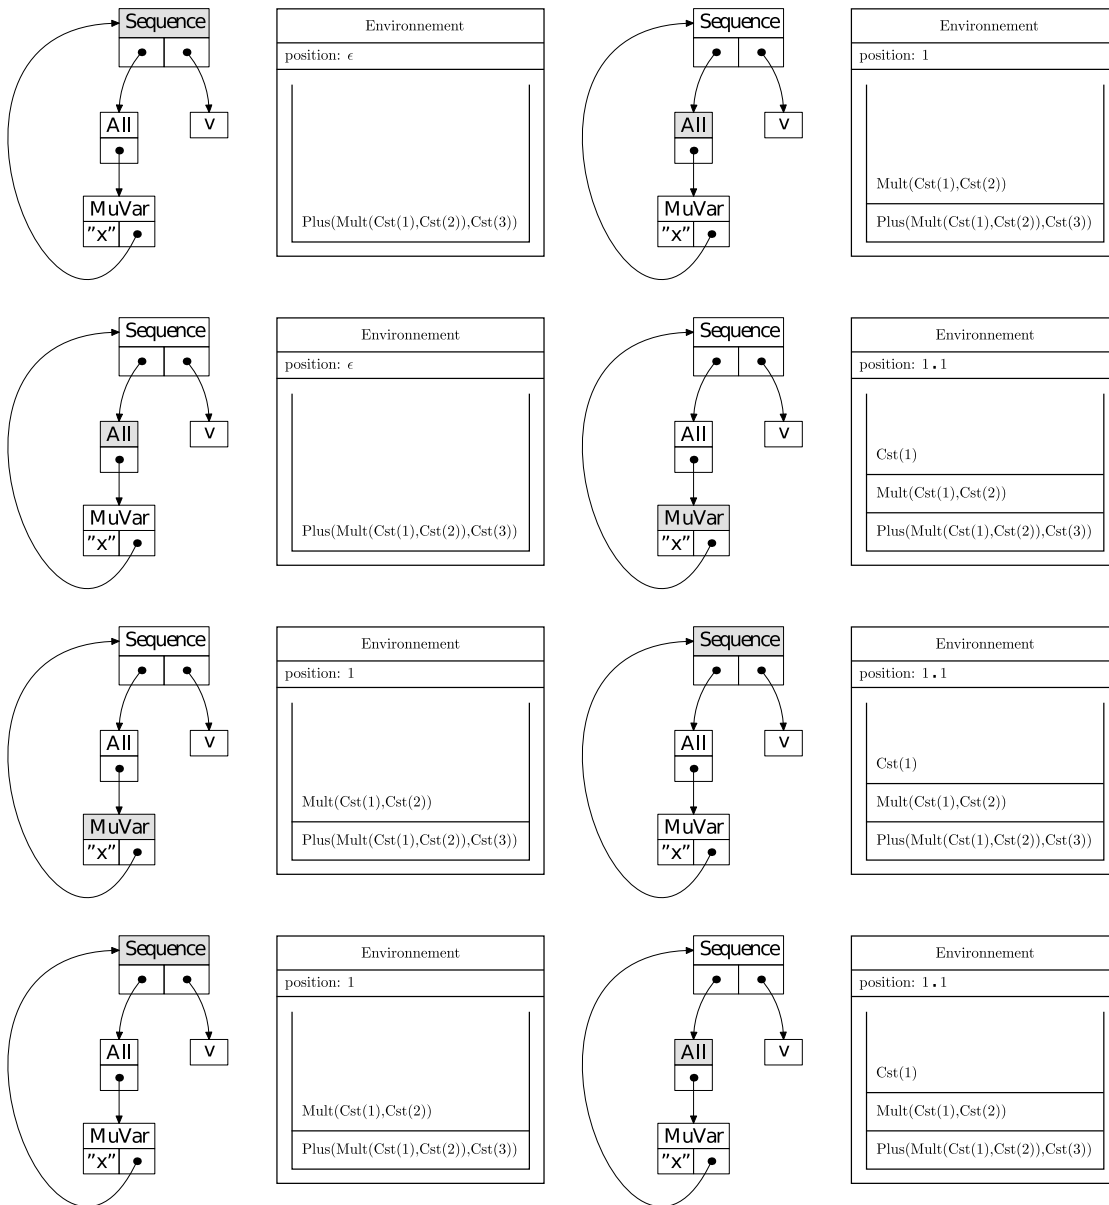 Sequence
All
v
MuVar
"x"
Environnement
position: ϵ
Plus(Mult(Cst(1),Cst(2)),Cst(3))
Sequence
All
v
MuVar
"x"
Environnement
position: 1
Mult(Cst(1),Cst(2))
Plus(Mult(Cst(1),Cst(2)),Cst(3))
Sequence
All
v
MuVar
"x"
Environnement
position: ϵ
Plus(Mult(Cst(1),Cst(2)),Cst(3))
Sequence
All
v
MuVar
"x"
Environnement
position: 1.1
Cst(1)
Mult(Cst(1),Cst(2))
Plus(Mult(Cst(1),Cst(2)),Cst(3))
Sequence
All
v
MuVar
"x"
Environnement
position: 1
Mult(Cst(1),Cst(2))
Plus(Mult(Cst(1),Cst(2)),Cst(3))
Sequence
All
v
MuVar
"x"
Environnement
position: 1.1
Cst(1)
Mult(Cst(1),Cst(2))
Plus(Mult(Cst(1),Cst(2)),Cst(3))
Sequence
All
v
MuVar
"x"
Environnement
position: 1
Mult(Cst(1),Cst(2))
Plus(Mult(Cst(1),Cst(2)),Cst(3))
Sequence
All
v
MuVar
"x"
Environnement
position: 1.1
Cst(1)
Mult(Cst(1),Cst(2))
Plus(Mult(Cst(1),Cst(2)),Cst(3))